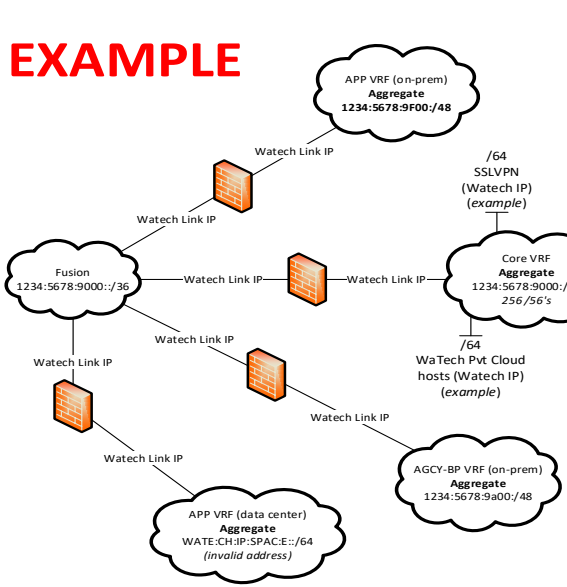 EXAMPLE
APP VRF (on-prem)
Aggregate
1234:5678:9F00:/48
Watech Link IP
Watech Link IP
/64
SSLVPN
(Watech IP)
(example)
Fusion
1234:5678:9000::/36
Watech Link IP
Watech Link IP
Core VRF
Aggregate
1234:5678:9000:/
256 /56's
/64
WaTech Pvt Cloud
hosts (Watech IP)
(example)
Watech Link IP
Watech Link IP
Watech Link IP
Watech Link IP
AGCY-BP VRF (on-prem)
Aggregate
1234:5678:9a00:/48
APP VRF (data center)
Aggregate
WATE:CH:IP:SPAC:E::/64
(invalid address)